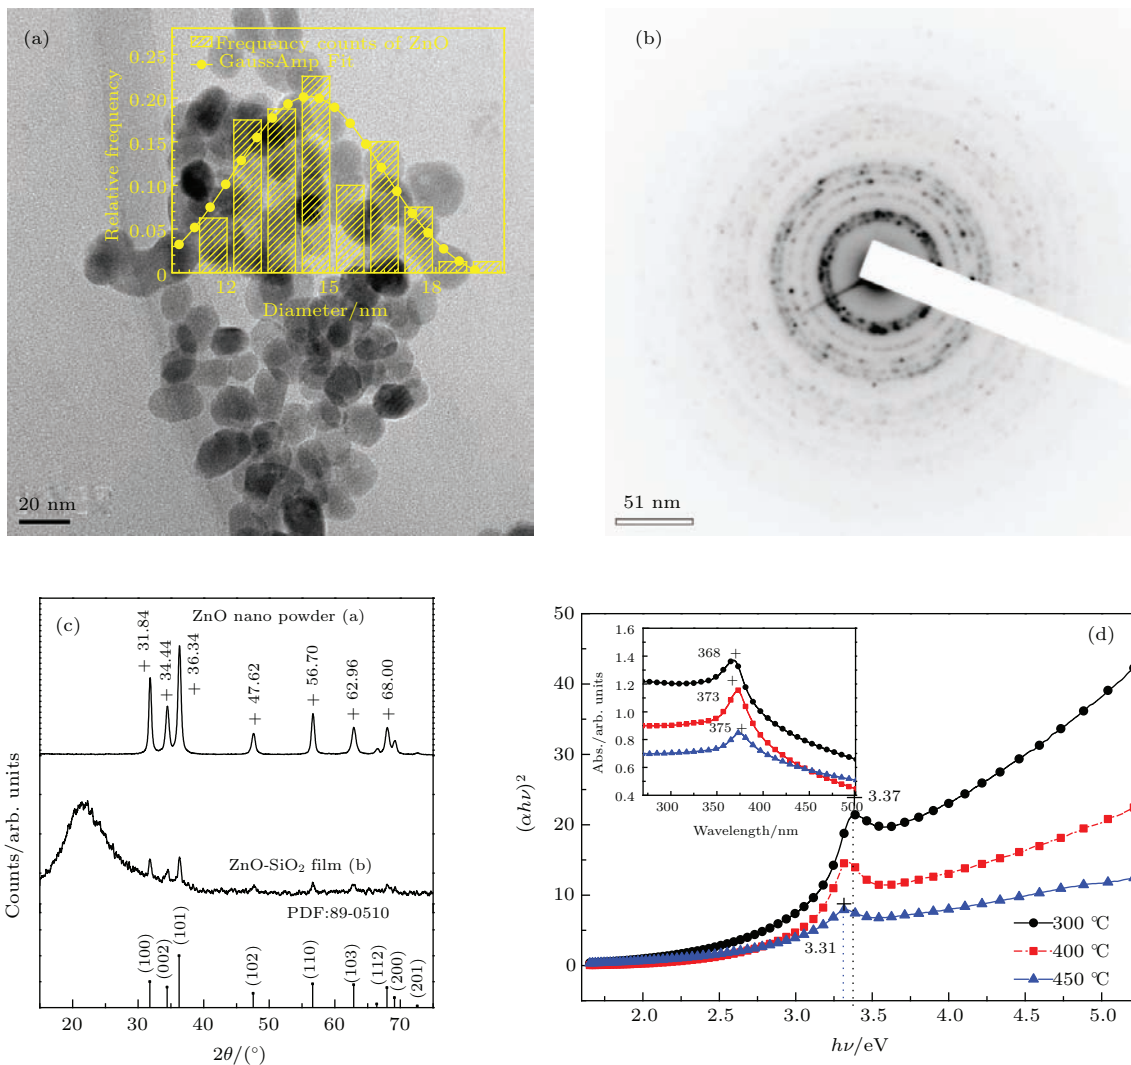 (a)
Frequency counts of ZnO
GaussAmp Fit
Relative frequency
0.25
0.20
0.15
0.10
0.05
0
12 15 18
Diameter/nm
20 nm
(b)
51 nm
(c)
ZnO nano powder (a)
+ 31.84
+ 34.44
+ 36.34
+ 47.62
+ 56.70
+ 62.96
+ 68.00
Counts/arb. units
ZnO-SiO₂ film (b)
PDF:89-0510
(100)
(002)
(101)
(102)
(110)
(103)
(112)
(200)
(201)
20 30 40 50 60 70
2θ/(°)
(d)
50
40
30
20
10
0
(αhν)²
1.6
1.4
1.2
1.0
0.8
0.6
0.4
Abs./arb. units
368
+
373
+
375
+
300 350 400 450 500
Wavelength/nm
+ 3.37
+
3.31
300 ℃
400 ℃
450 ℃
2.0 2.5 3.0 3.5 4.0 4.5 5.0
hν/eV